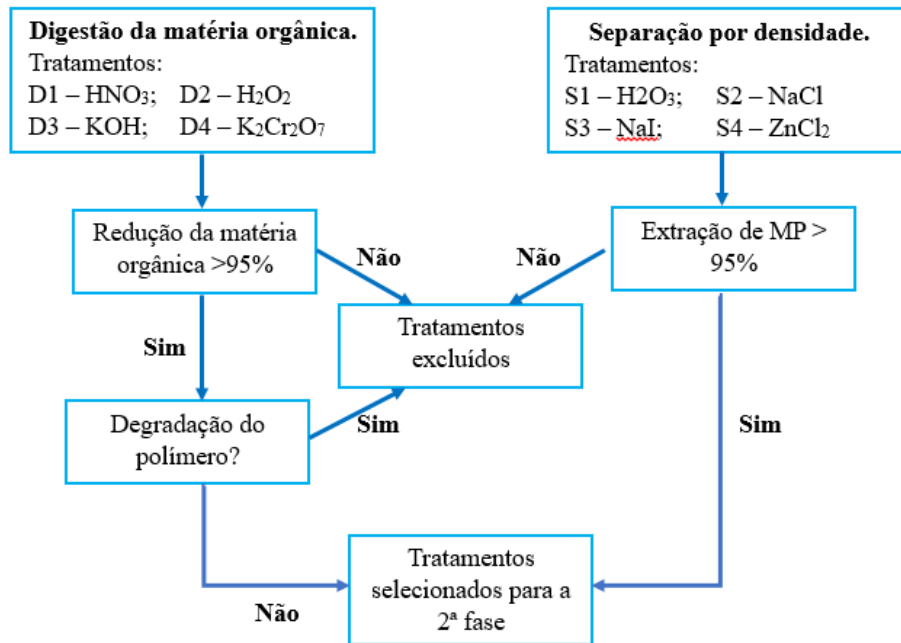 Digestão da matéria orgânica.
Tratamentos:
D1 – HNO₃; D2 – H₂O₂
D3 – KOH; D4 – K₂Cr₂O₇
Separação por densidade.
Tratamentos:
S1 – H2O₃; S2 – NaCl
S3 – NaI; S4 – ZnCl₂
Redução da matéria
orgânica >95%
Não
Não
Extração de MP >
95%
Tratamentos
excluídos
Sim
Degradação do
polímero?
Sim
Sim
Tratamentos
selecionados para a
2ª fase
Não